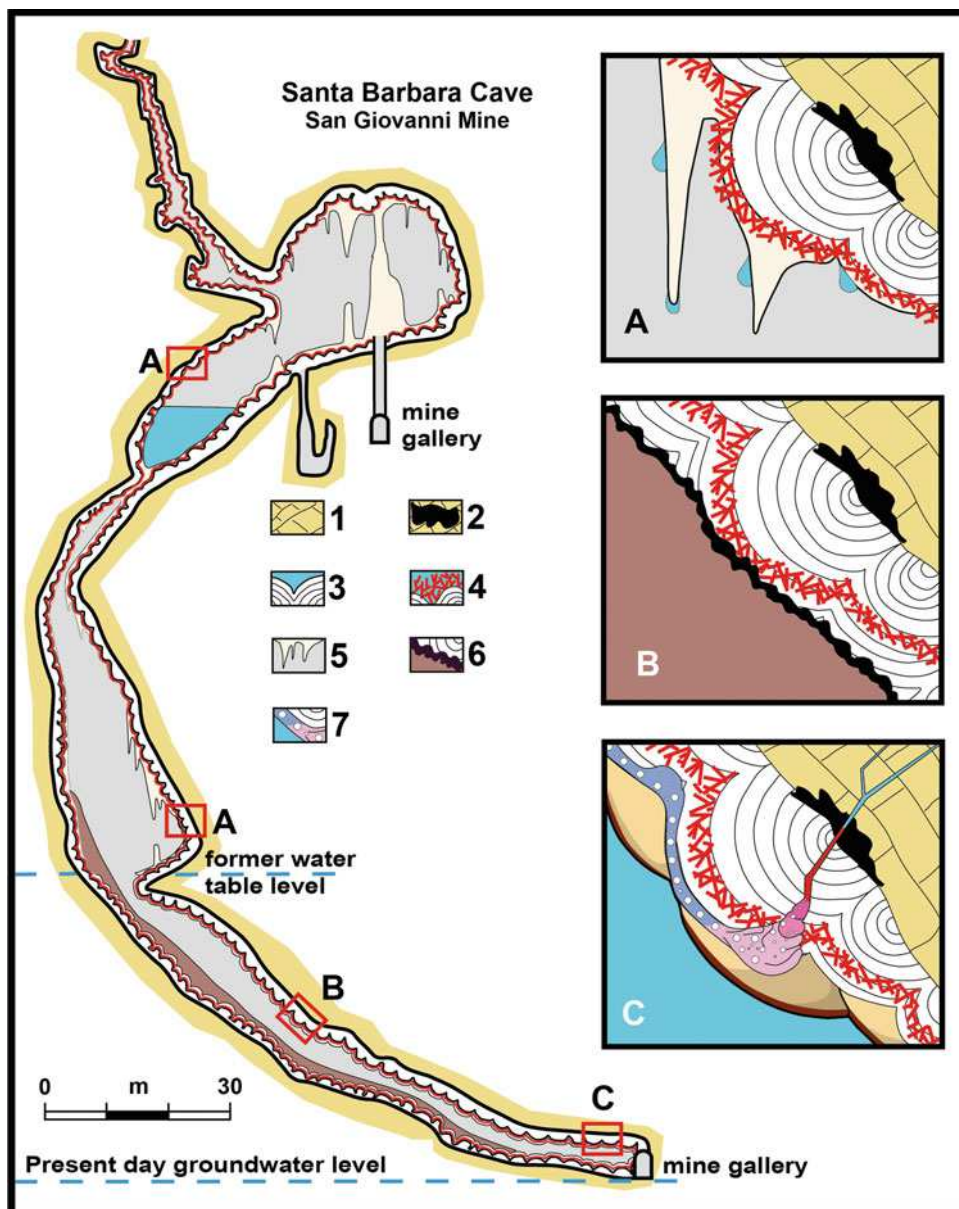 Santa Barbara Cave
San Giovanni Mine
A
A
mine
gallery
1
2
3
4
5
6
7
B
A
former water
table level
B
C
C
0 m 30
Present day groundwater level
mine gallery